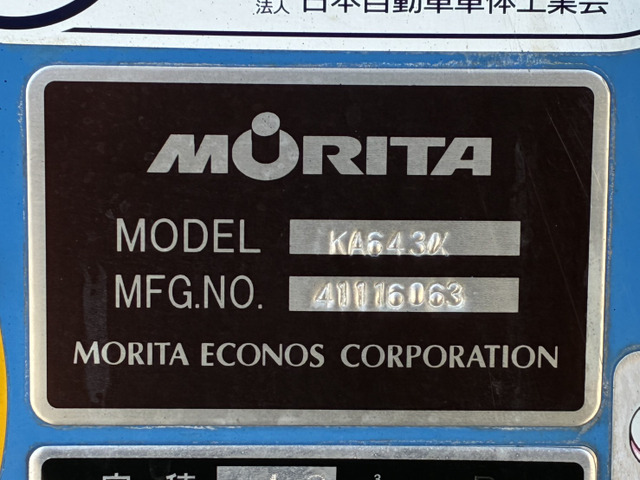 法人 日本自動車車体工業会
MORITA
MODEL KA643X
MFG.NO. 41116063
MORITA ECONOS CORPORATION